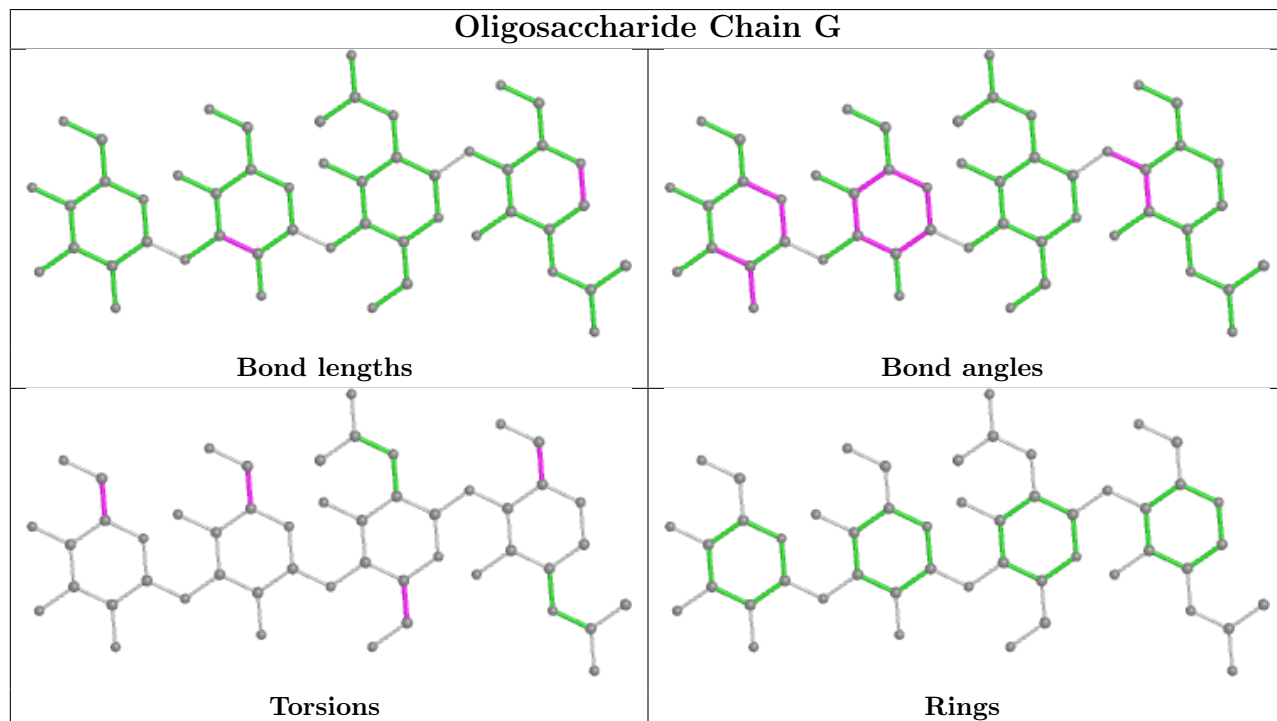 Oligosaccharide Chain G
Bond lengths
Bond angles
Torsions
Rings